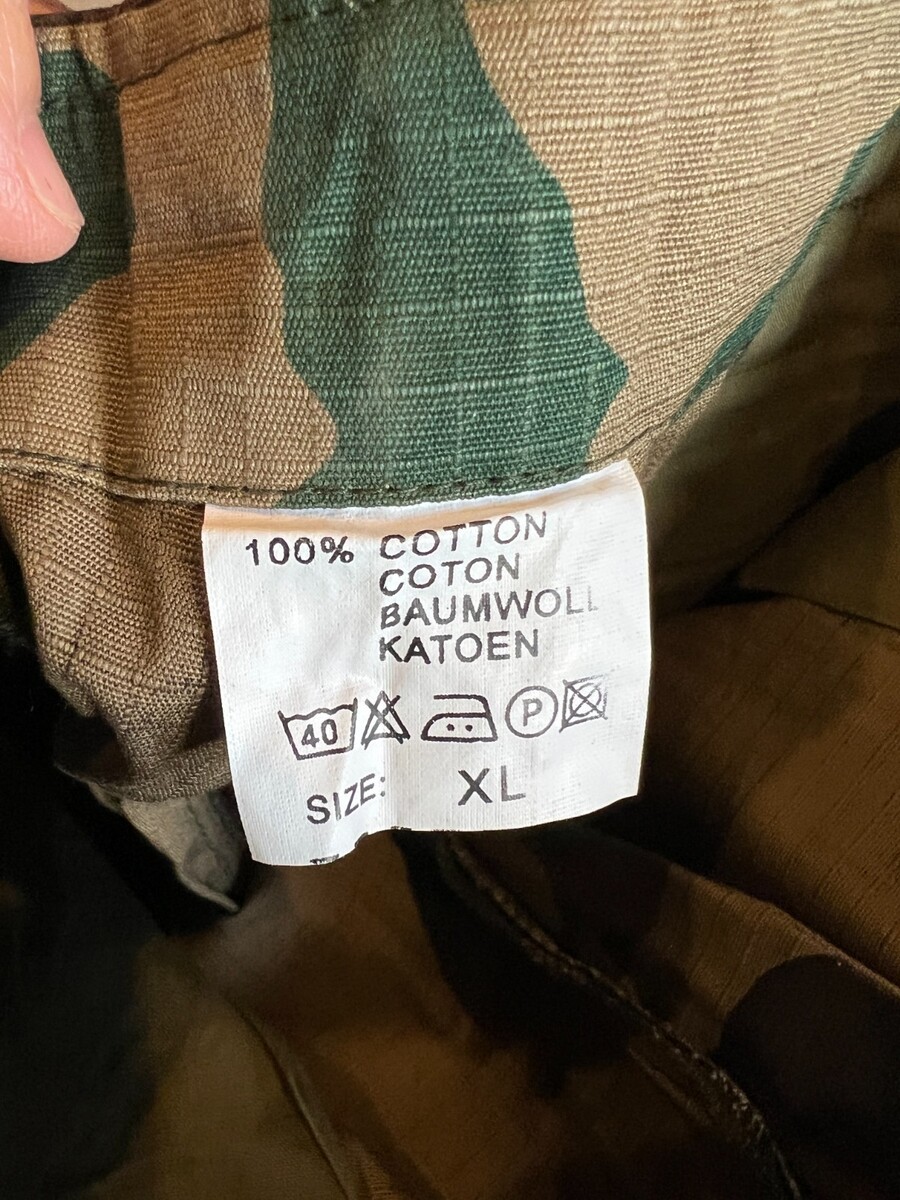 100% COTTON
COTON
BAUMWOLL
KATOEN
40 P
SIZE: XL